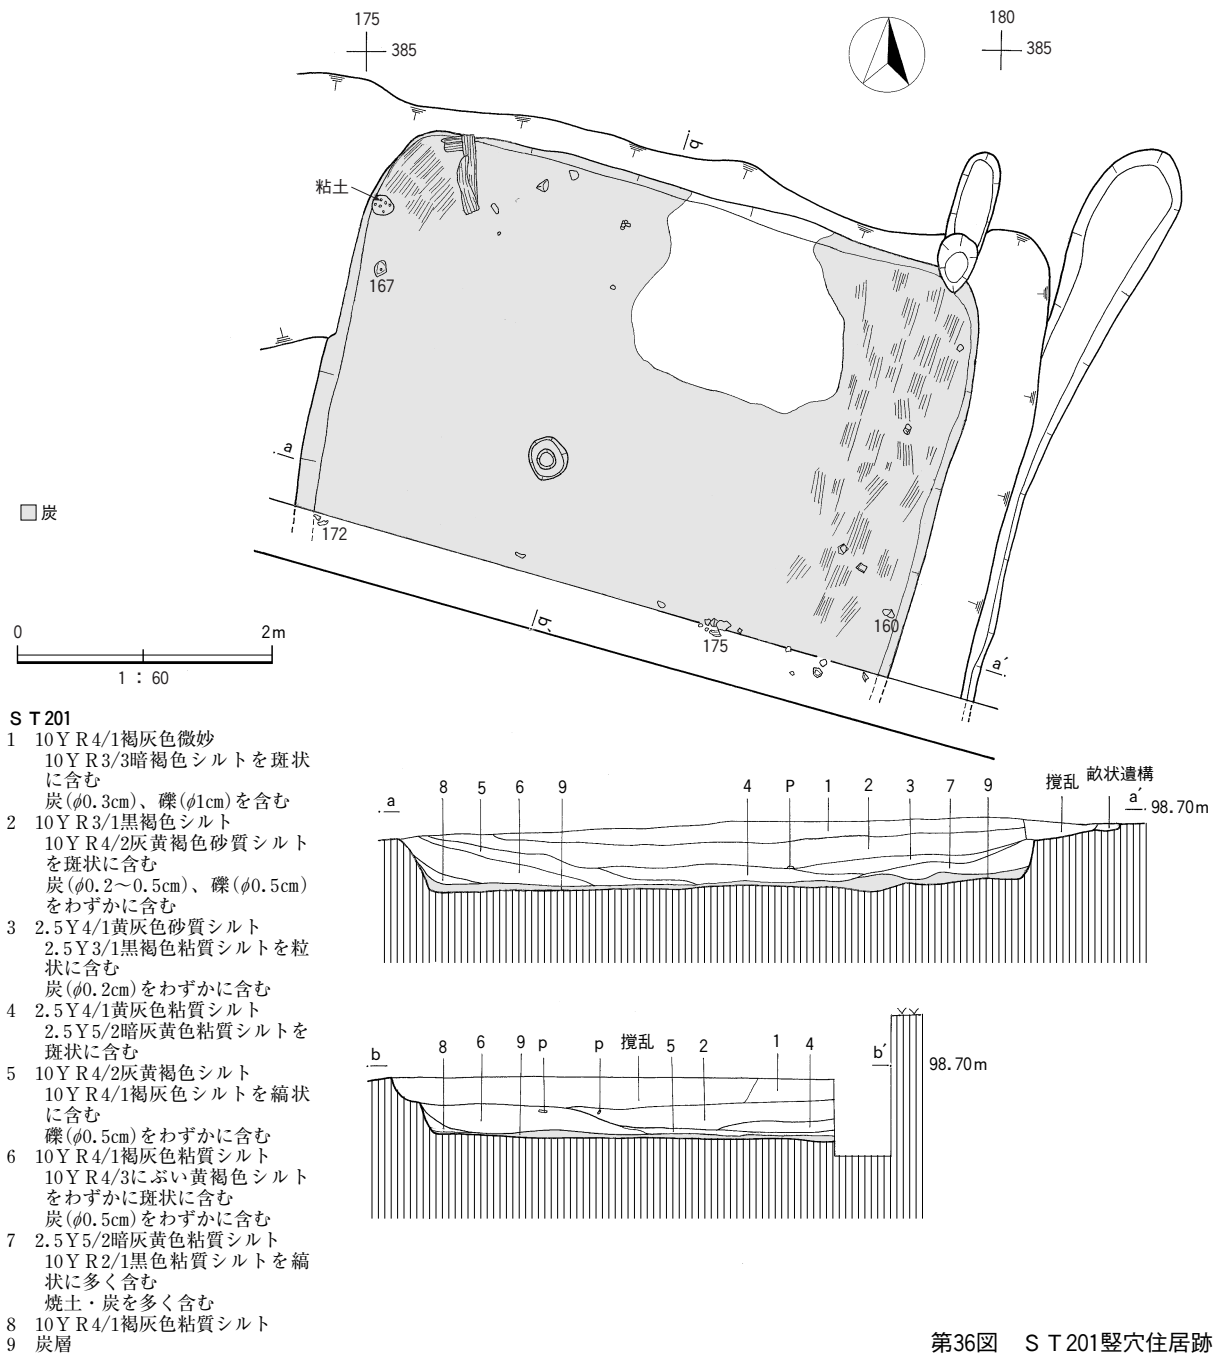 175
385
180
385
b
粘土
167
a
172
炭
b′
175
160
a′
0 2m
1：60
ＳＴ201
1 10ＹＲ4/1褐灰色微妙
10ＹＲ3/3暗褐色シルトを斑状
に含む
炭(φ0.3cm)、礫(φ1cm)を含む
2 10ＹＲ3/1黒褐色シルト
10ＹＲ4/2灰黄褐色砂質シルト
を斑状に含む
炭(φ0.2～0.5cm)、礫(φ0.5cm)
をわずかに含む
3 2.5Ｙ4/1黄灰色砂質シルト
2.5Ｙ3/1黒褐色粘質シルトを粒
状に含む
炭(φ0.2cm)をわずかに含む
4 2.5Ｙ4/1黄灰色粘質シルト
2.5Ｙ5/2暗灰黄色粘質シルトを
斑状に含む
5 10ＹＲ4/2灰黄褐色シルト
10ＹＲ4/1褐灰色シルトを縞状
に含む
礫(φ0.5cm)をわずかに含む
6 10ＹＲ4/1褐灰色粘質シルト
10ＹＲ4/3にぶい黄褐色シルト
をわずかに斑状に含む
炭(φ0.5cm)をわずかに含む
7 2.5Ｙ5/2暗灰黄色粘質シルト
10ＹＲ2/1黒色粘質シルトを縞
状に多く含む
焼土・炭を多く含む
8 10ＹＲ4/1褐灰色粘質シルト
9 炭層
a 8 5 6 9 4 P 1 2 3 7 9 撹乱 畝状遺構 a′ 98.70m
b 8 6 9 p p 撹乱 5 2 1 4 b′ 98.70m
第36図 ＳＴ201竪穴住居跡